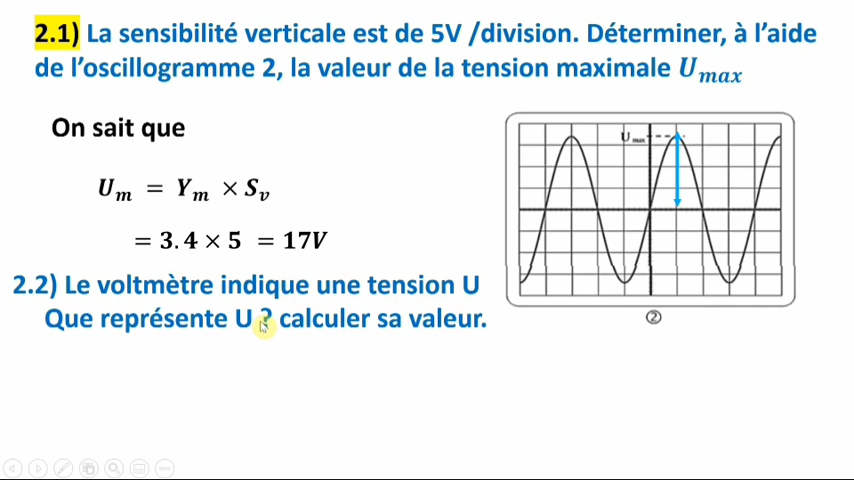 2.1) La sensibilité verticale est de 5V /division. Déterminer, à l’aide
de l’oscillogramme 2, la valeur de la tension maximale U_max
On sait que
U_m = Y_m × S_v
= 3.4 × 5 = 17V
U_max
2.2) Le voltmètre indique une tension U
Que représente U ? calculer sa valeur.
②